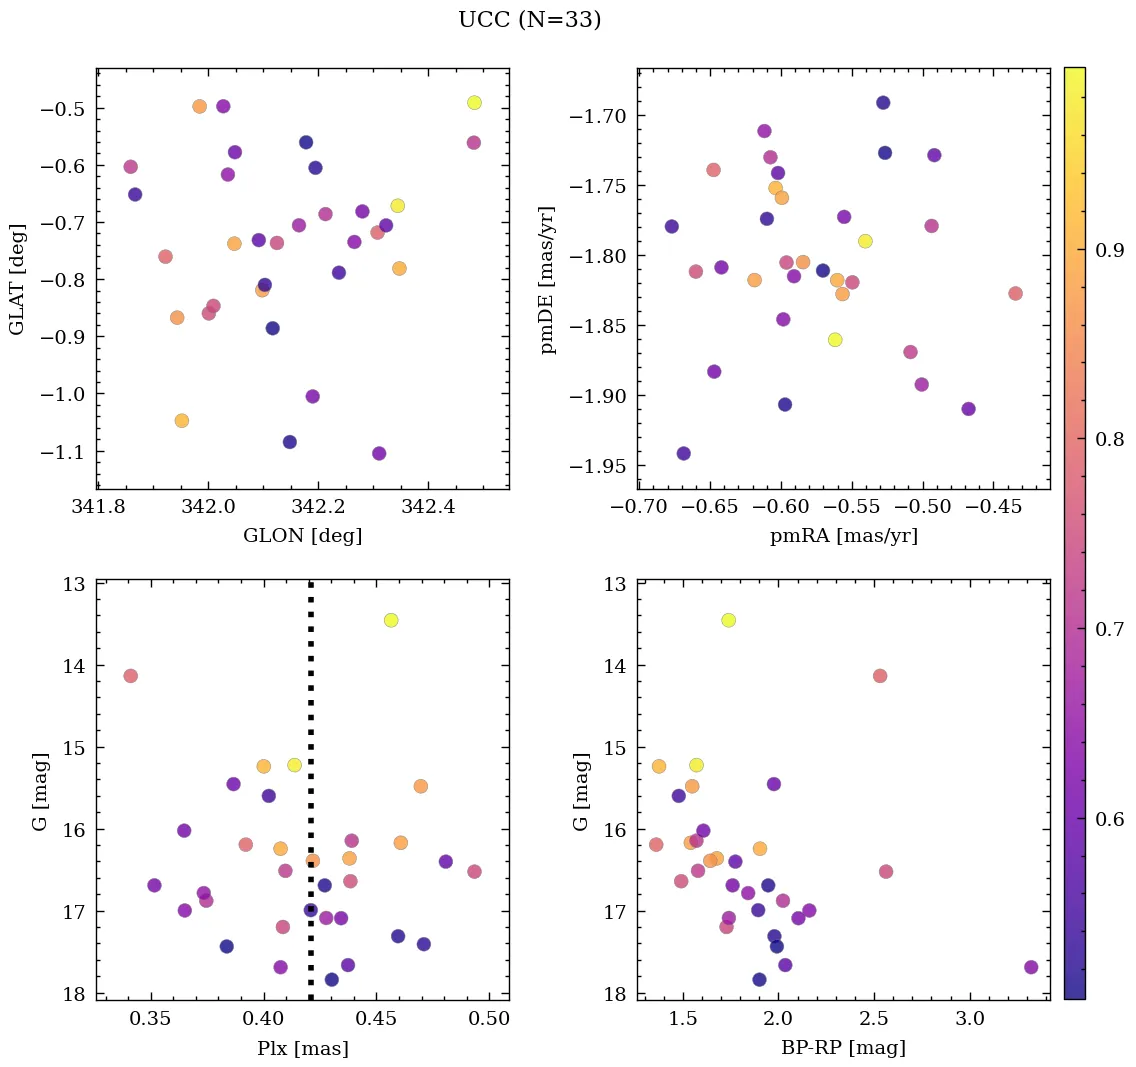 UCC (N=33)
−0.5
−0.6
−0.7
−0.8
−0.9
−1.0
−1.1
GLAT [deg]
341.8 342.0 342.2 342.4
GLON [deg]
−1.70
−1.75
−1.80
−1.85
−1.90
−1.95
pmDE [mas/yr]
−0.70 −0.65 −0.60 −0.55 −0.50 −0.45
pmRA [mas/yr]
13
14
15
16
17
18
G [mag]
0.35 0.40 0.45 0.50
Plx [mas]
13
14
15
16
17
18
G [mag]
1.5 2.0 2.5 3.0
BP-RP [mag]
0.9
0.8
0.7
0.6